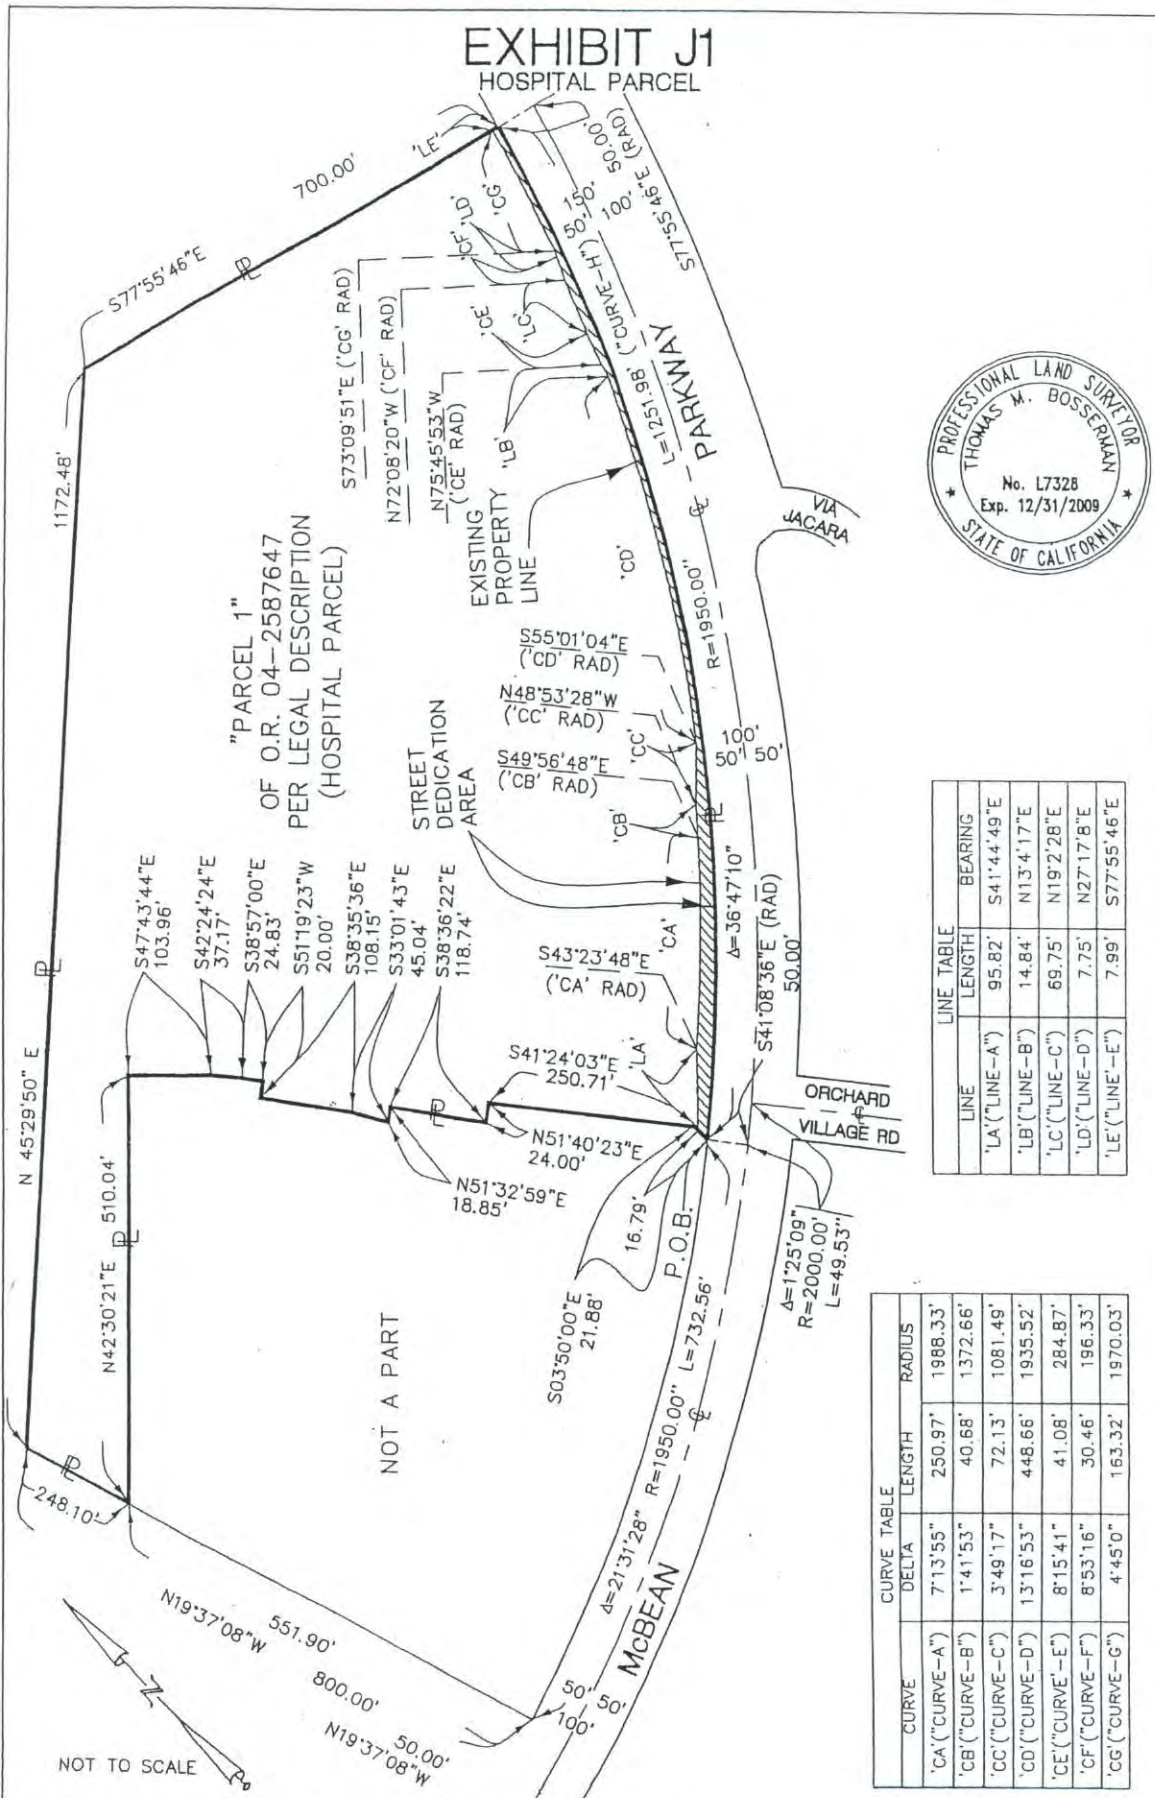 EXHIBIT J1
HOSPITAL PARCEL
'LE'
700.00'
S77°55'46"E
1172.48'
N 45°29'50" E
'CG'
'LD'
'CF'
'LC'
'CE'
'LB'
S73°09'51"E ('CG' RAD)
N72°08'20"W ('CF' RAD)
N75°45'53"W
('CE' RAD)
50.00'
S77°55'46"E (RAD)
150'
50'
100'
L=1251.98' ("CURVE-H")
PARKWAY
EXISTING
PROPERTY
LINE
'CD'
R=1950.00"
VIA
JACARA
"PARCEL 1"
OF O.R. 04-2587647
PER LEGAL DESCRIPTION
(HOSPITAL PARCEL)
S55°01'04"E
('CD' RAD)
N48°53'28"W
('CC' RAD)
'CC'
S49°56'48"E
('CB' RAD)
'CB'
STREET
DEDICATION
AREA
100'
50' 50'
Δ=36°47'10"
'CA'
S43°23'48"E
('CA' RAD)
'LA'
S41°08'36"E (RAD)
50.00'
S47°43'44"E
103.96'
S42°24'24"E
37.17'
S38°57'00"E
24.83'
S51°19'23"W
20.00'
S38°35'36"E
108.15'
S33°01'43"E
45.04'
S38°36'22"E
118.74'
S41°24'03"E
250.71'
N51°40'23"E
24.00'
N51°32'59"E
18.85'
16.79'
P.O.B.
S03°50'00"E
21.88'
ORCHARD
VILLAGE RD
Δ=1°25'09"
R=2000.00'
L=49.53"
N42°30'21"E 510.04'
NOT A PART
248.10'
Δ=21°31'28" R=1950.00" L=732.56'
McBEAN
N19°37'08"W
551.90'
800.00'
50.00'
N19°37'08"W
50' 50'
100'
N
NOT TO SCALE
PROFESSIONAL LAND SURVEYOR
THOMAS M. BOSSERMAN
No. L7328
Exp. 12/31/2009
STATE OF CALIFORNIA
LINE TABLE
LINE LENGTH BEARING
'LA'("LINE-A") 95.82' S41°44'49"E
'LB'("LINE-B") 14.84' N13°4'17"E
'LC'("LINE-C") 69.75' N19°2'28"E
'LD'("LINE-D") 7.75' N27°17'8"E
'LE'("LINE'-E") 7.99' S77°55'46"E
CURVE TABLE
CURVE DELTA LENGTH RADIUS
'CA'("CURVE-A") 7°13'55" 250.97' 1988.33'
'CB'("CURVE-B") 1°41'53" 40.68' 1372.66'
'CC'("CURVE-C") 3°49'17" 72.13' 1081.49'
'CD'("CURVE-D") 13°16'53" 448.66' 1935.52'
'CE'("CURVE'-E") 8°15'41" 41.08' 284.87'
'CF'("CURVE-F") 8°53'16" 30.46' 196.33'
'CG'("CURVE-G") 4°45'0" 163.32' 1970.03'